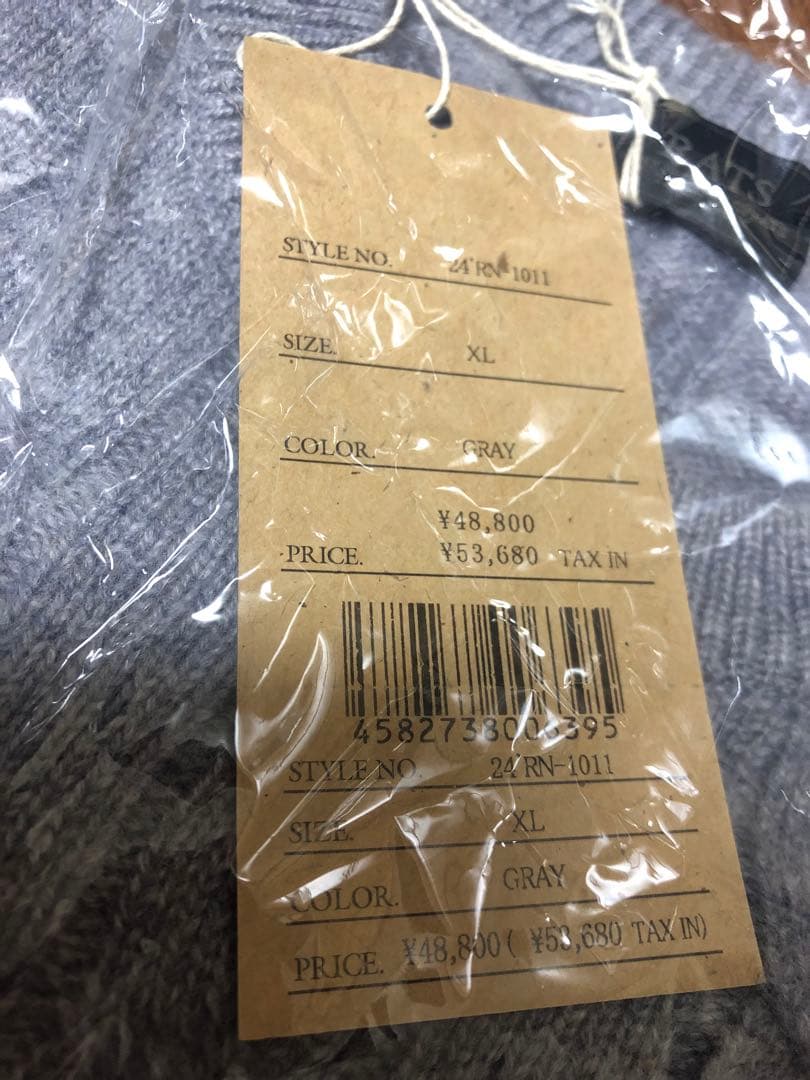 RATS
STYLE NO. 24'RN-1011
SIZE. XL
COLOR. GRAY
¥48,800
PRICE. ¥53,680 TAX IN
4582738006395
STYLE NO. 24'RN-1011
SIZE. XL
COLOR. GRAY
PRICE. ¥48,800 ( ¥53,680 TAX IN)